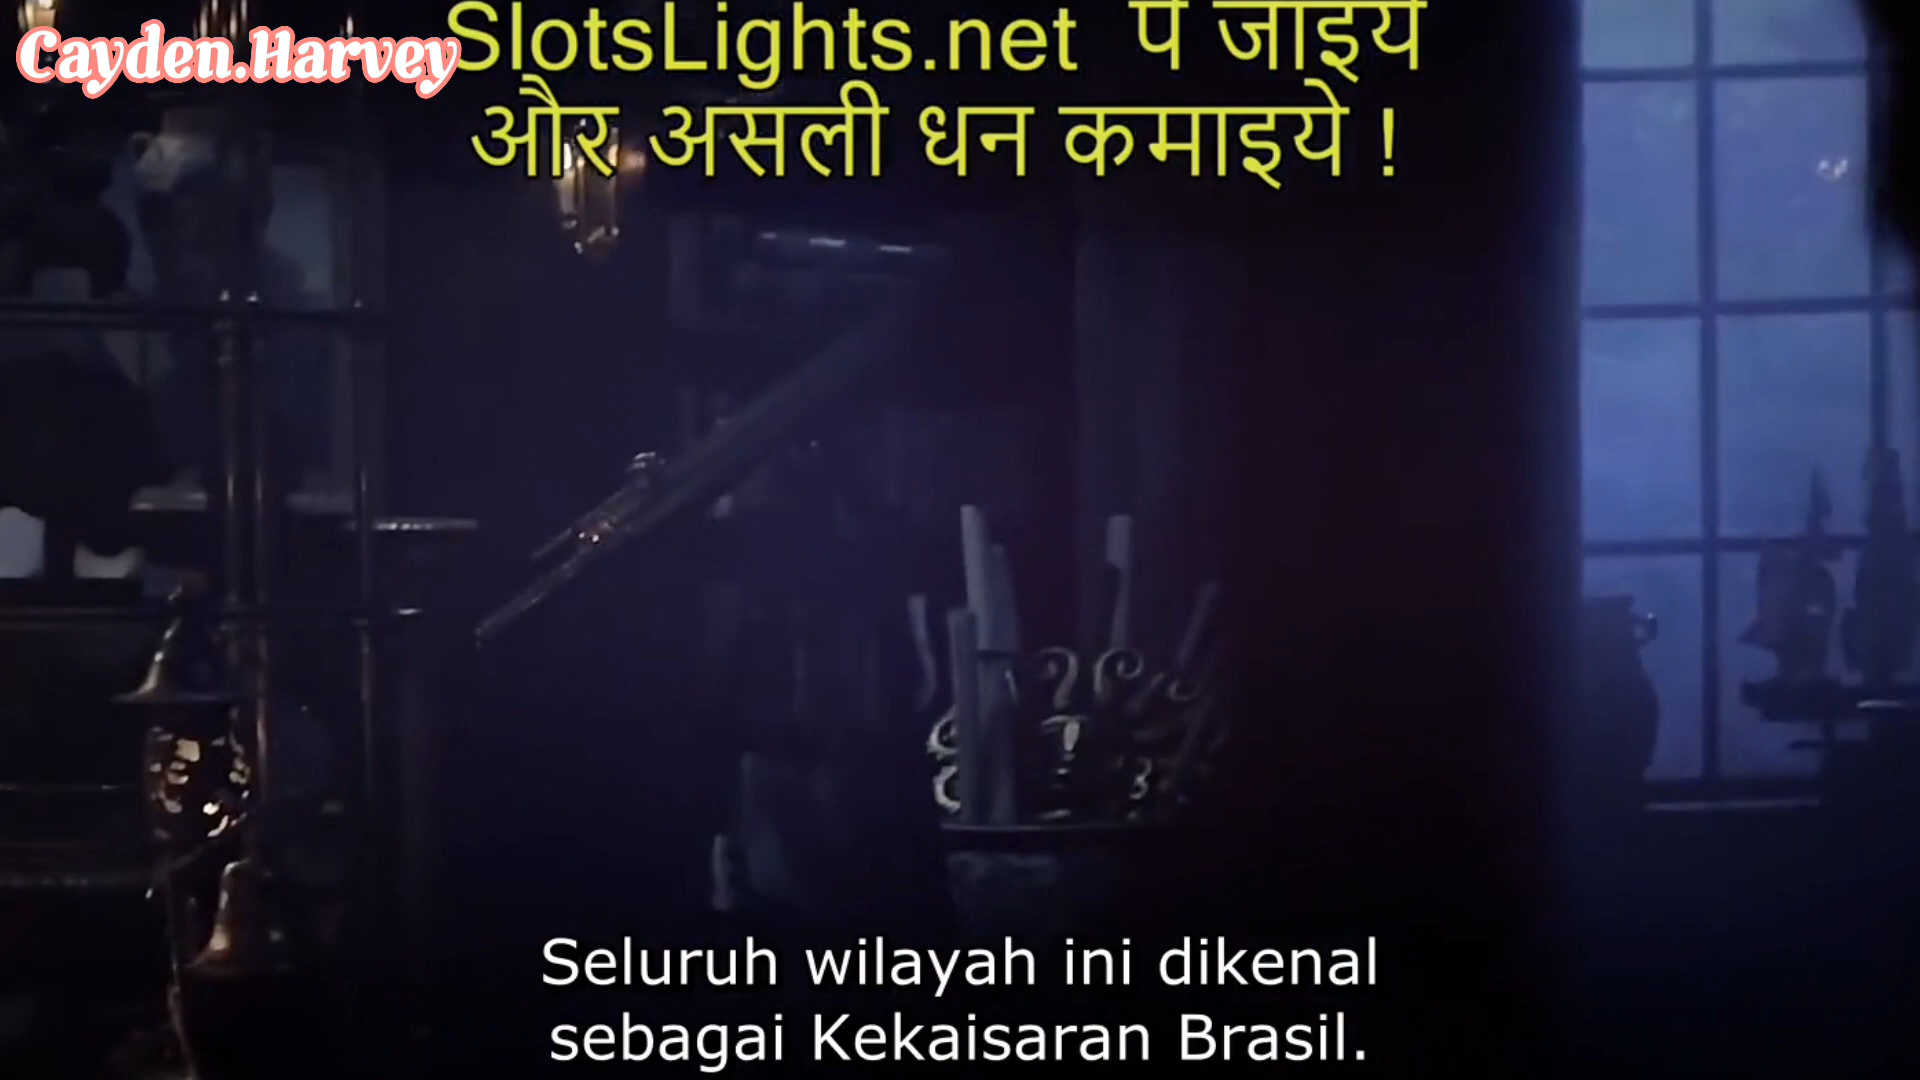 Cayden.Harvey
SlotsLights.net पे जाइये
और असली धन कमाइये !
Seluruh wilayah ini dikenal
sebagai Kekaisaran Brasil.